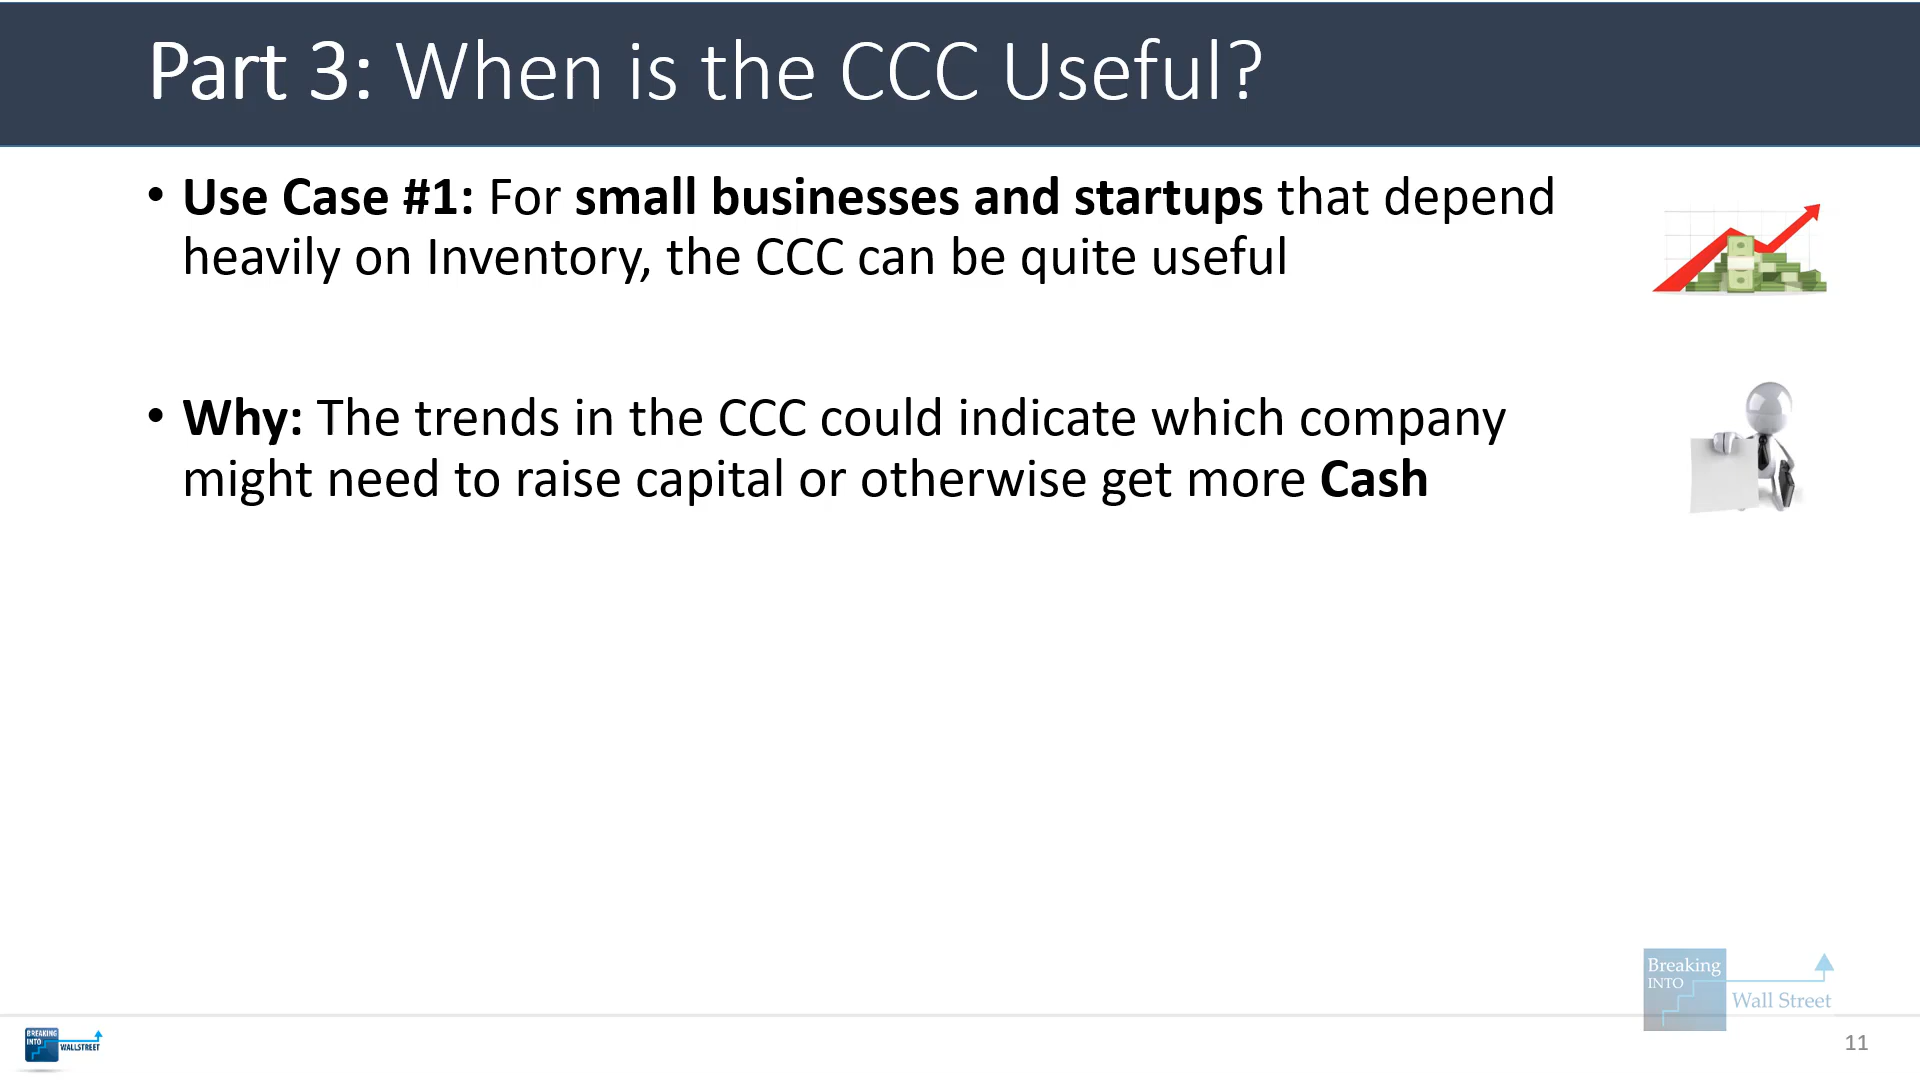 Part 3: When is the CCC Useful?
• Use Case #1: For small businesses and startups that depend
heavily on Inventory, the CCC can be quite useful
• Why: The trends in the CCC could indicate which company
might need to raise capital or otherwise get more Cash
Breaking
INTO
Wall Street
BREAKING
INTO
WALLSTREET
11